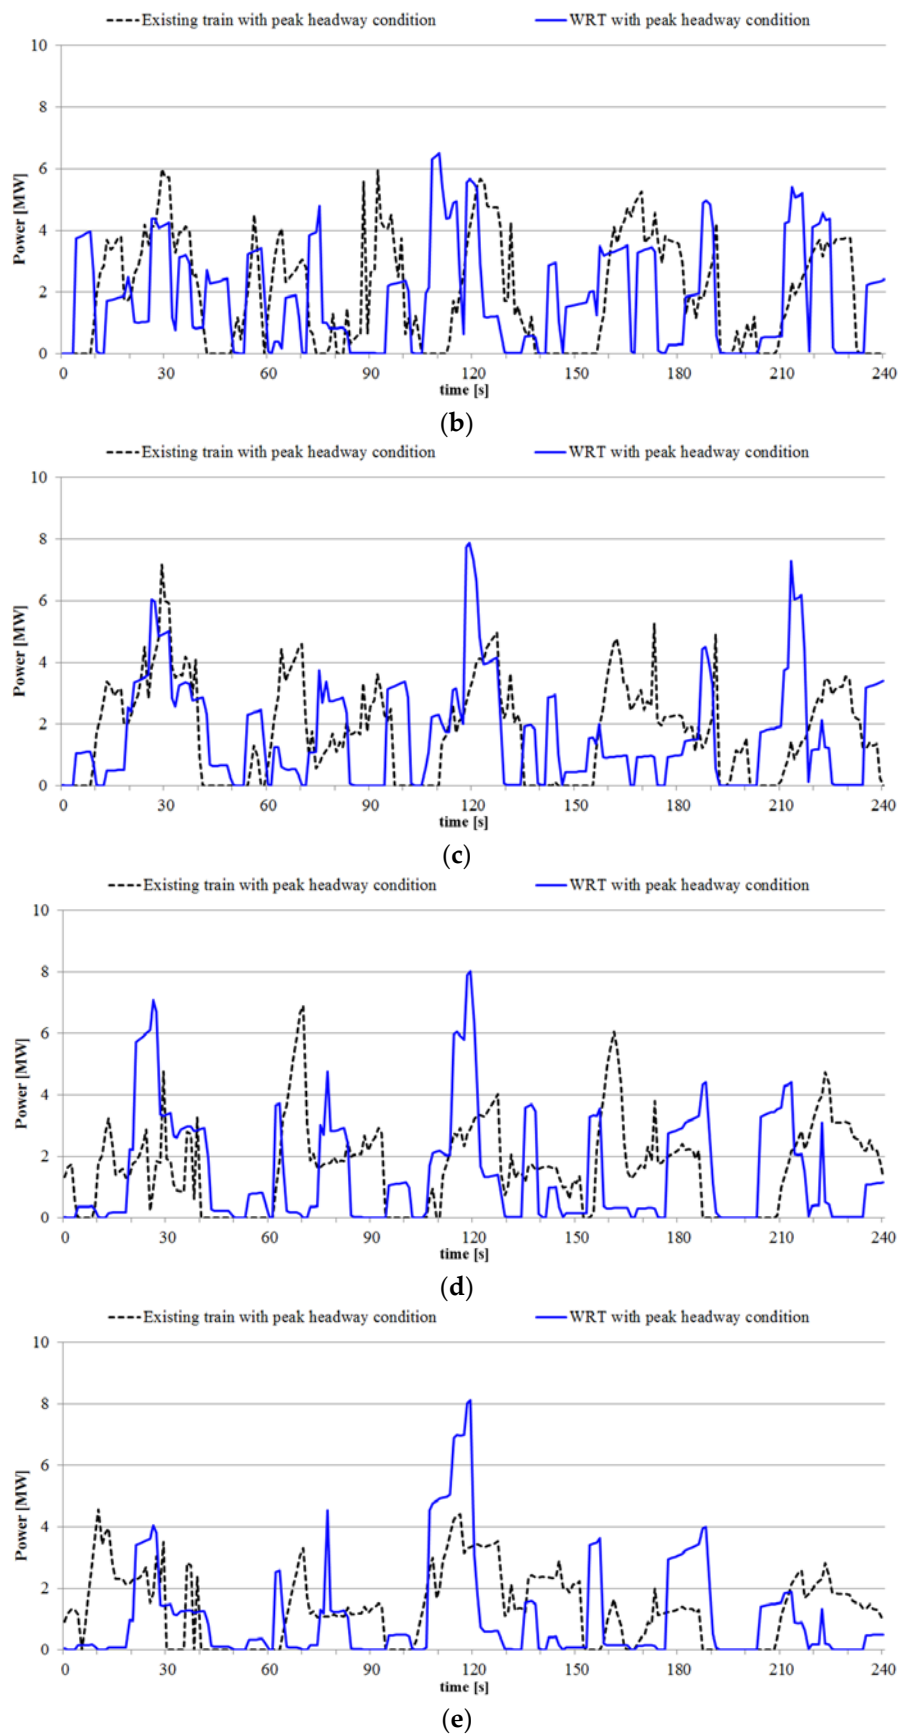 Existing train with peak headway condition WRT with peak headway condition
10
8
6
4
2
0
Power [MW]
0 30 60 90 120 150 180 210 240
time [s]
(b)
Existing train with peak headway condition WRT with peak headway condition
10
8
6
4
2
0
Power [MW]
0 30 60 90 120 150 180 210 240
time [s]
(c)
Existing train with peak headway condition WRT with peak headway condition
10
8
6
4
2
0
Power [MW]
0 30 60 90 120 150 180 210 240
time [s]
(d)
Existing train with peak headway condition WRT with peak headway condition
10
8
6
4
2
0
Power [MW]
0 30 60 90 120 150 180 210 240
time [s]
(e)